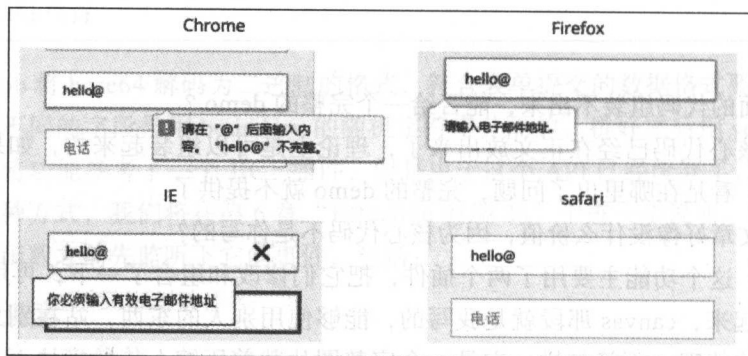 Chrome
Firefox
hello@
hello@
请在“@”后面输入内
容。“hello@”不完整。
请输入电子邮件地址。
电话
IE
safari
hello@
hello@
你必须输入有效电子邮件地址
电话